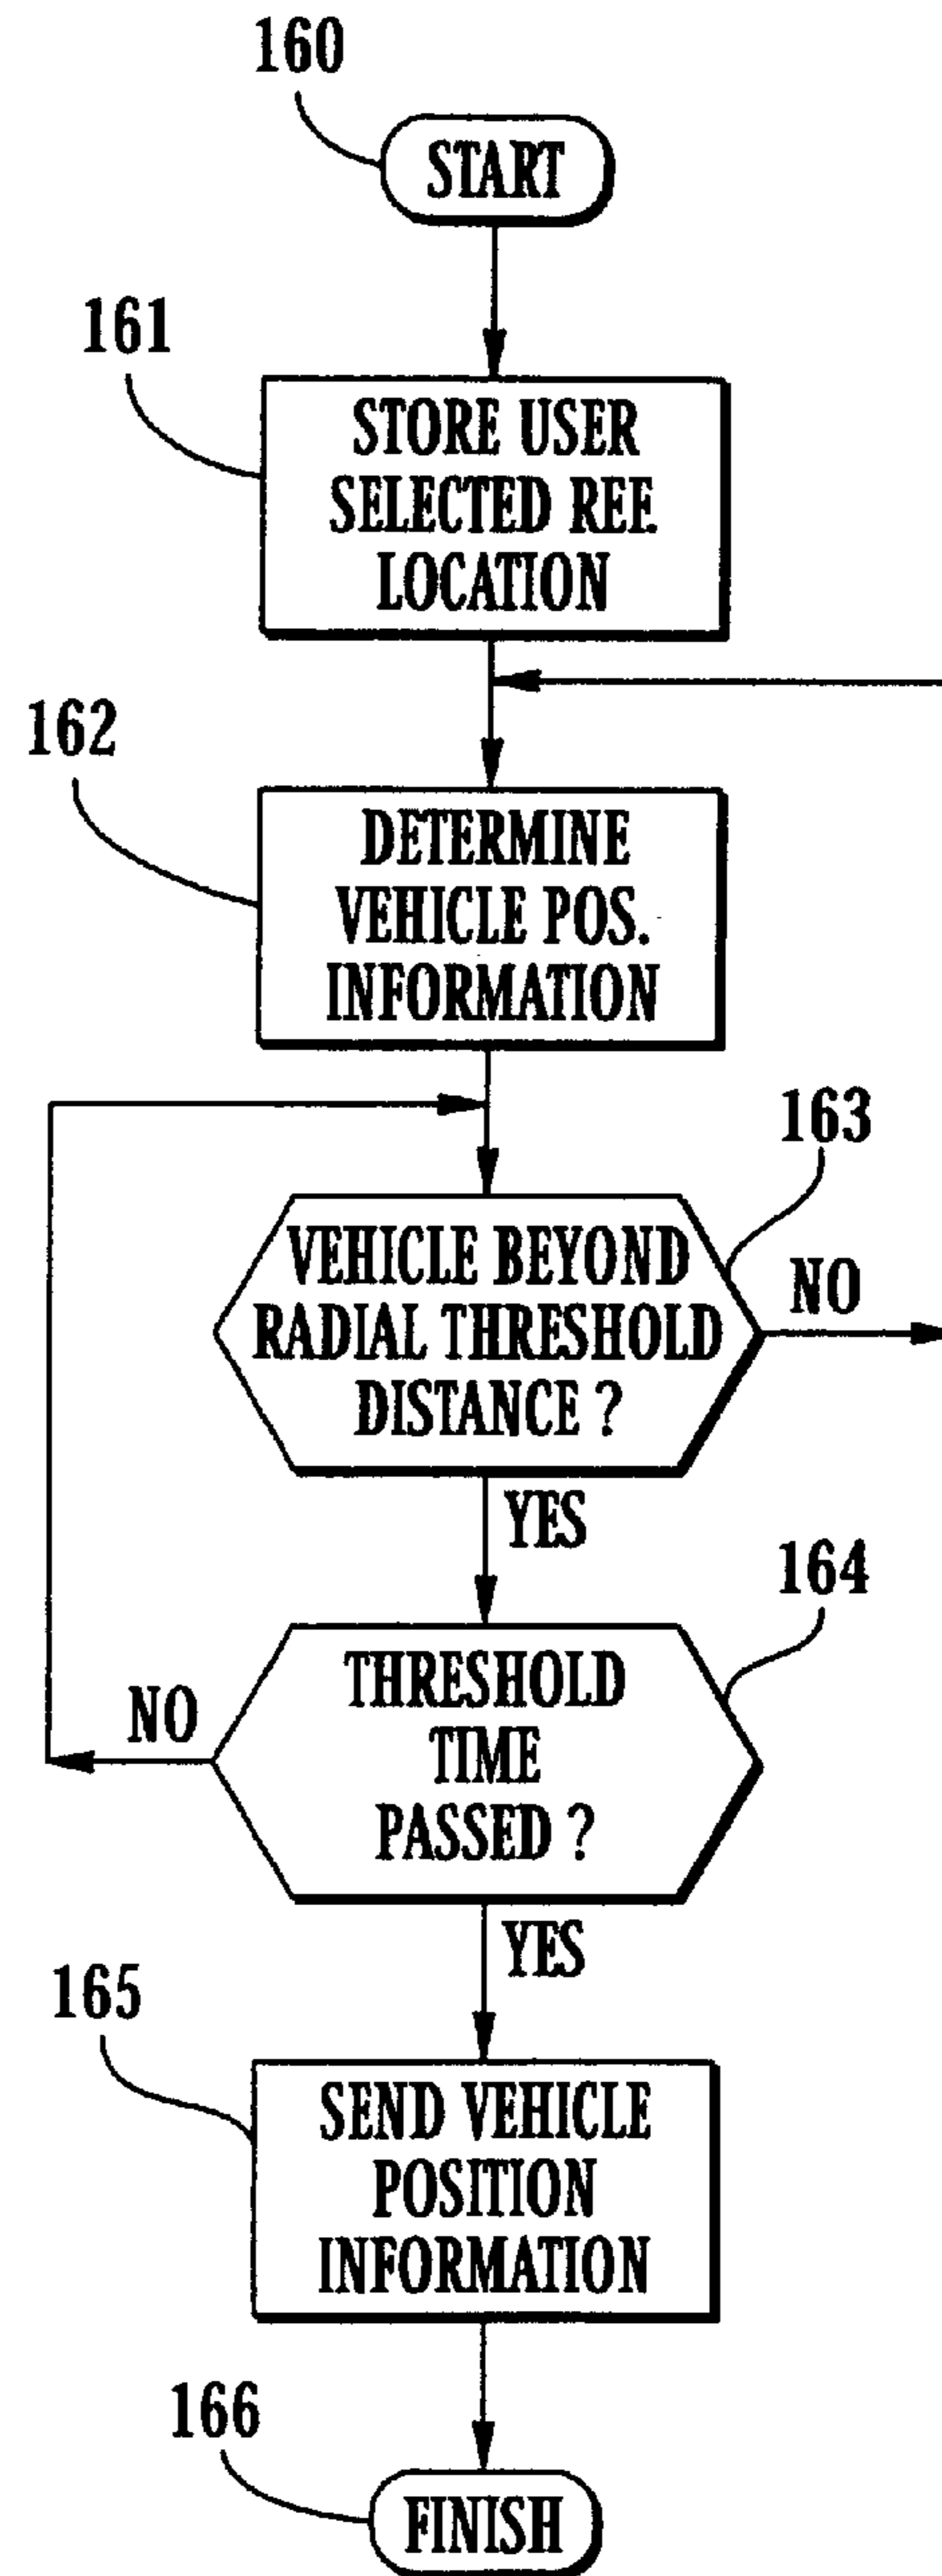 160
START
161
STORE USER
SELECTED REF.
LOCATION
162
DETERMINE
VEHICLE POS.
INFORMATION
163
VEHICLE BEYOND
RADIAL THRESHOLD
DISTANCE ?
NO
YES
164
THRESHOLD
TIME
PASSED ?
NO
YES
165
SEND VEHICLE
POSITION
INFORMATION
166
FINISH